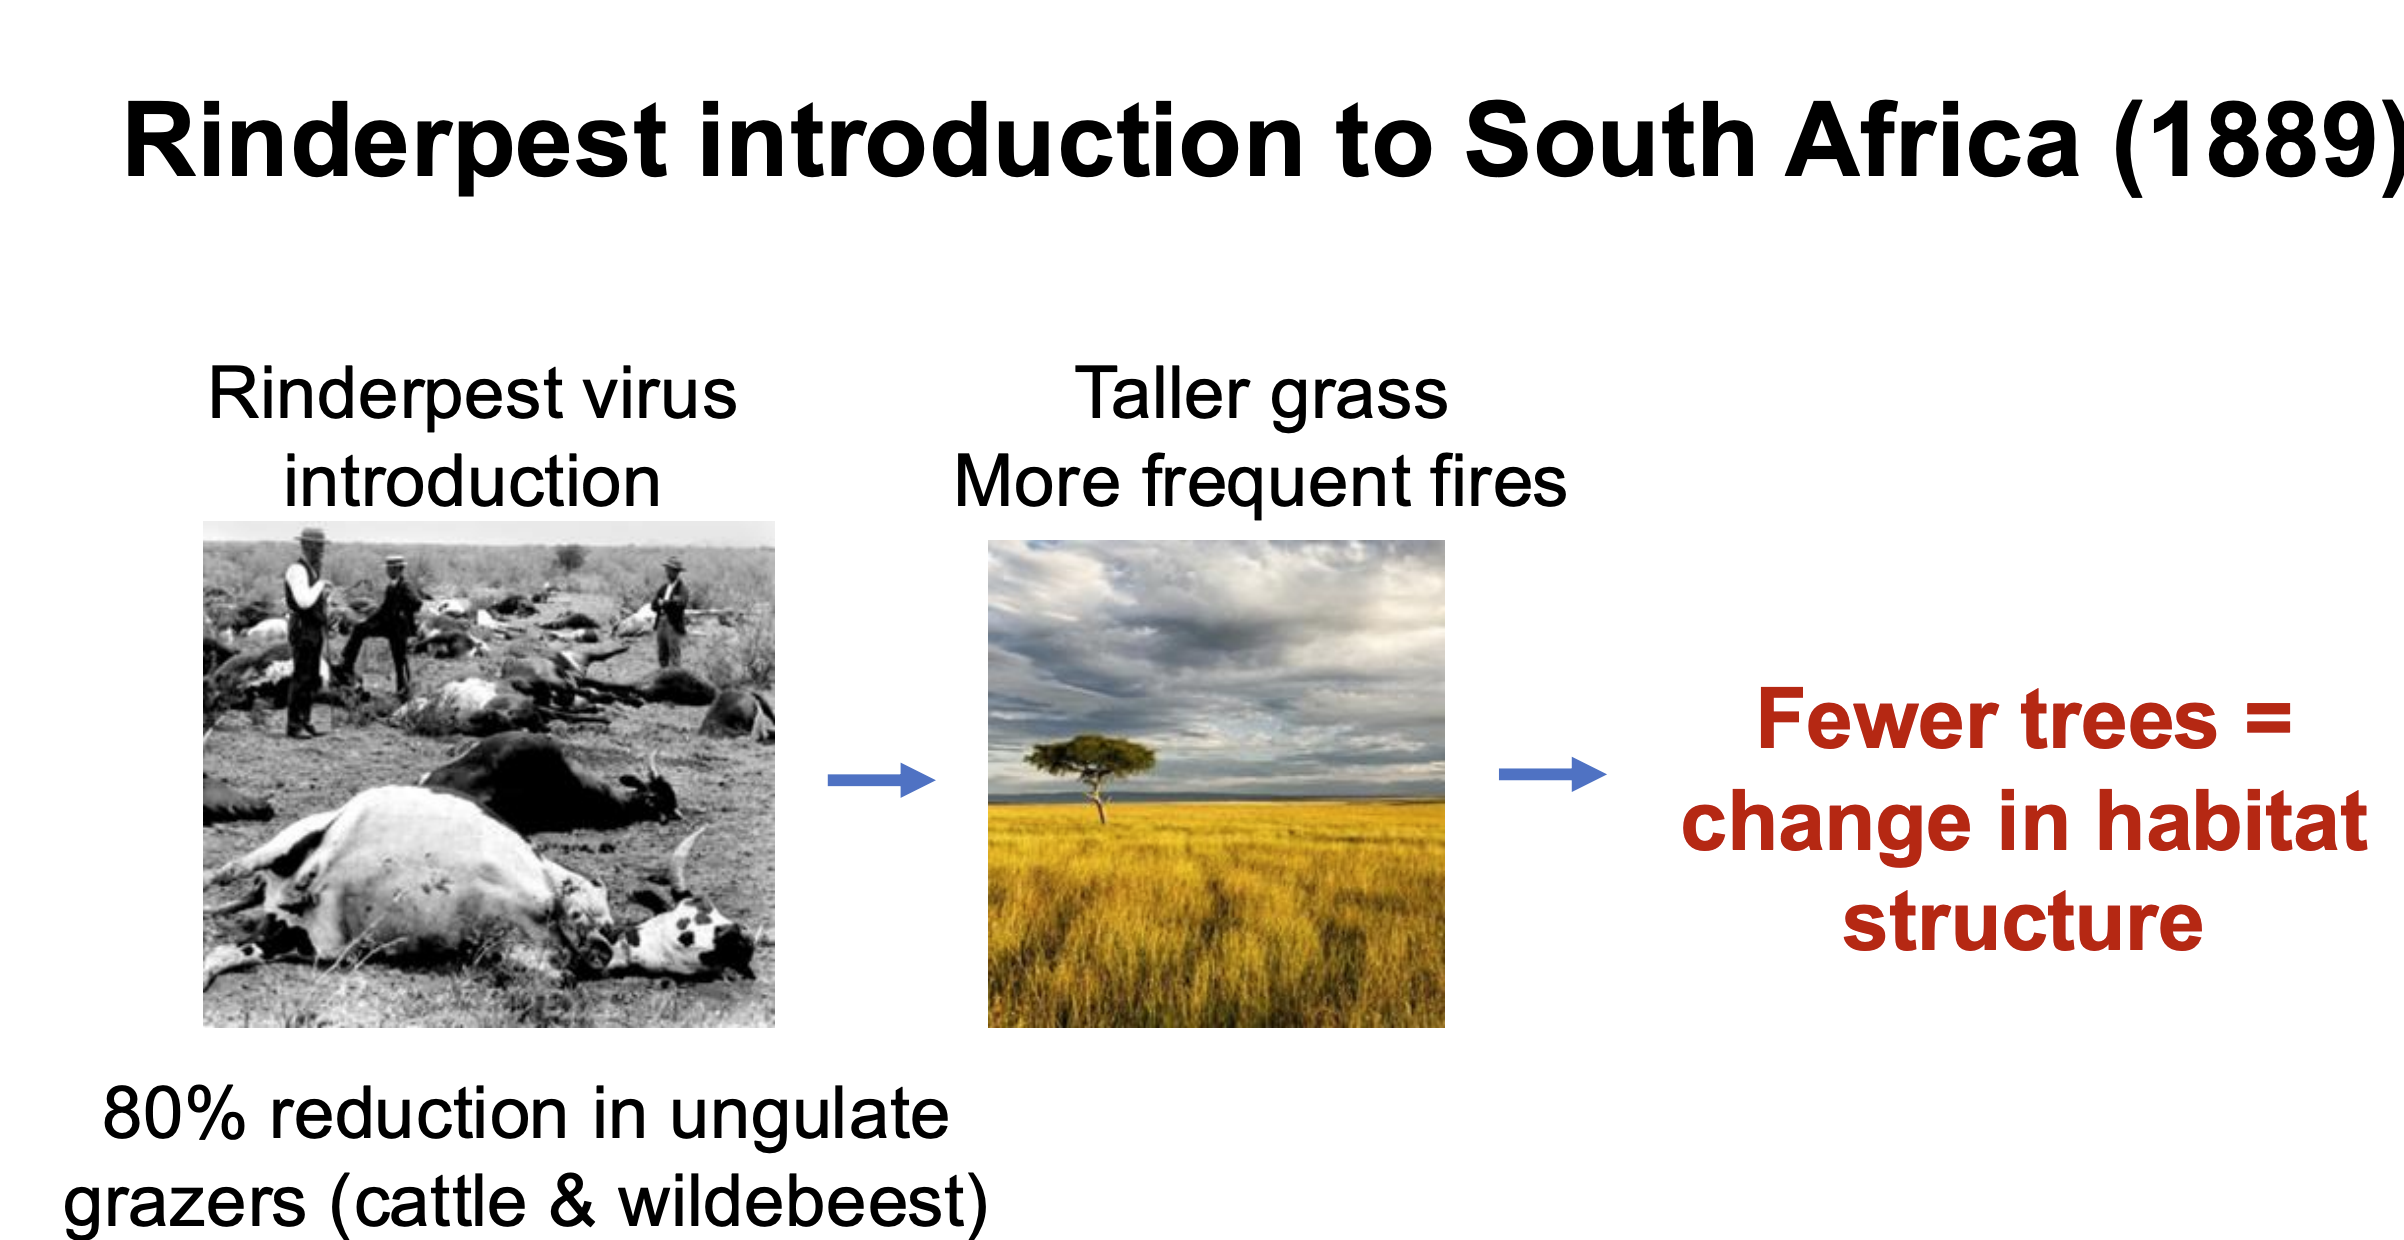 Rinderpest introduction to South Africa (1889)
Rinderpest virus
introduction
80% reduction in ungulate
grazers (cattle & wildebeest)
Taller grass
More frequent fires
Fewer trees =
change in habitat
structure